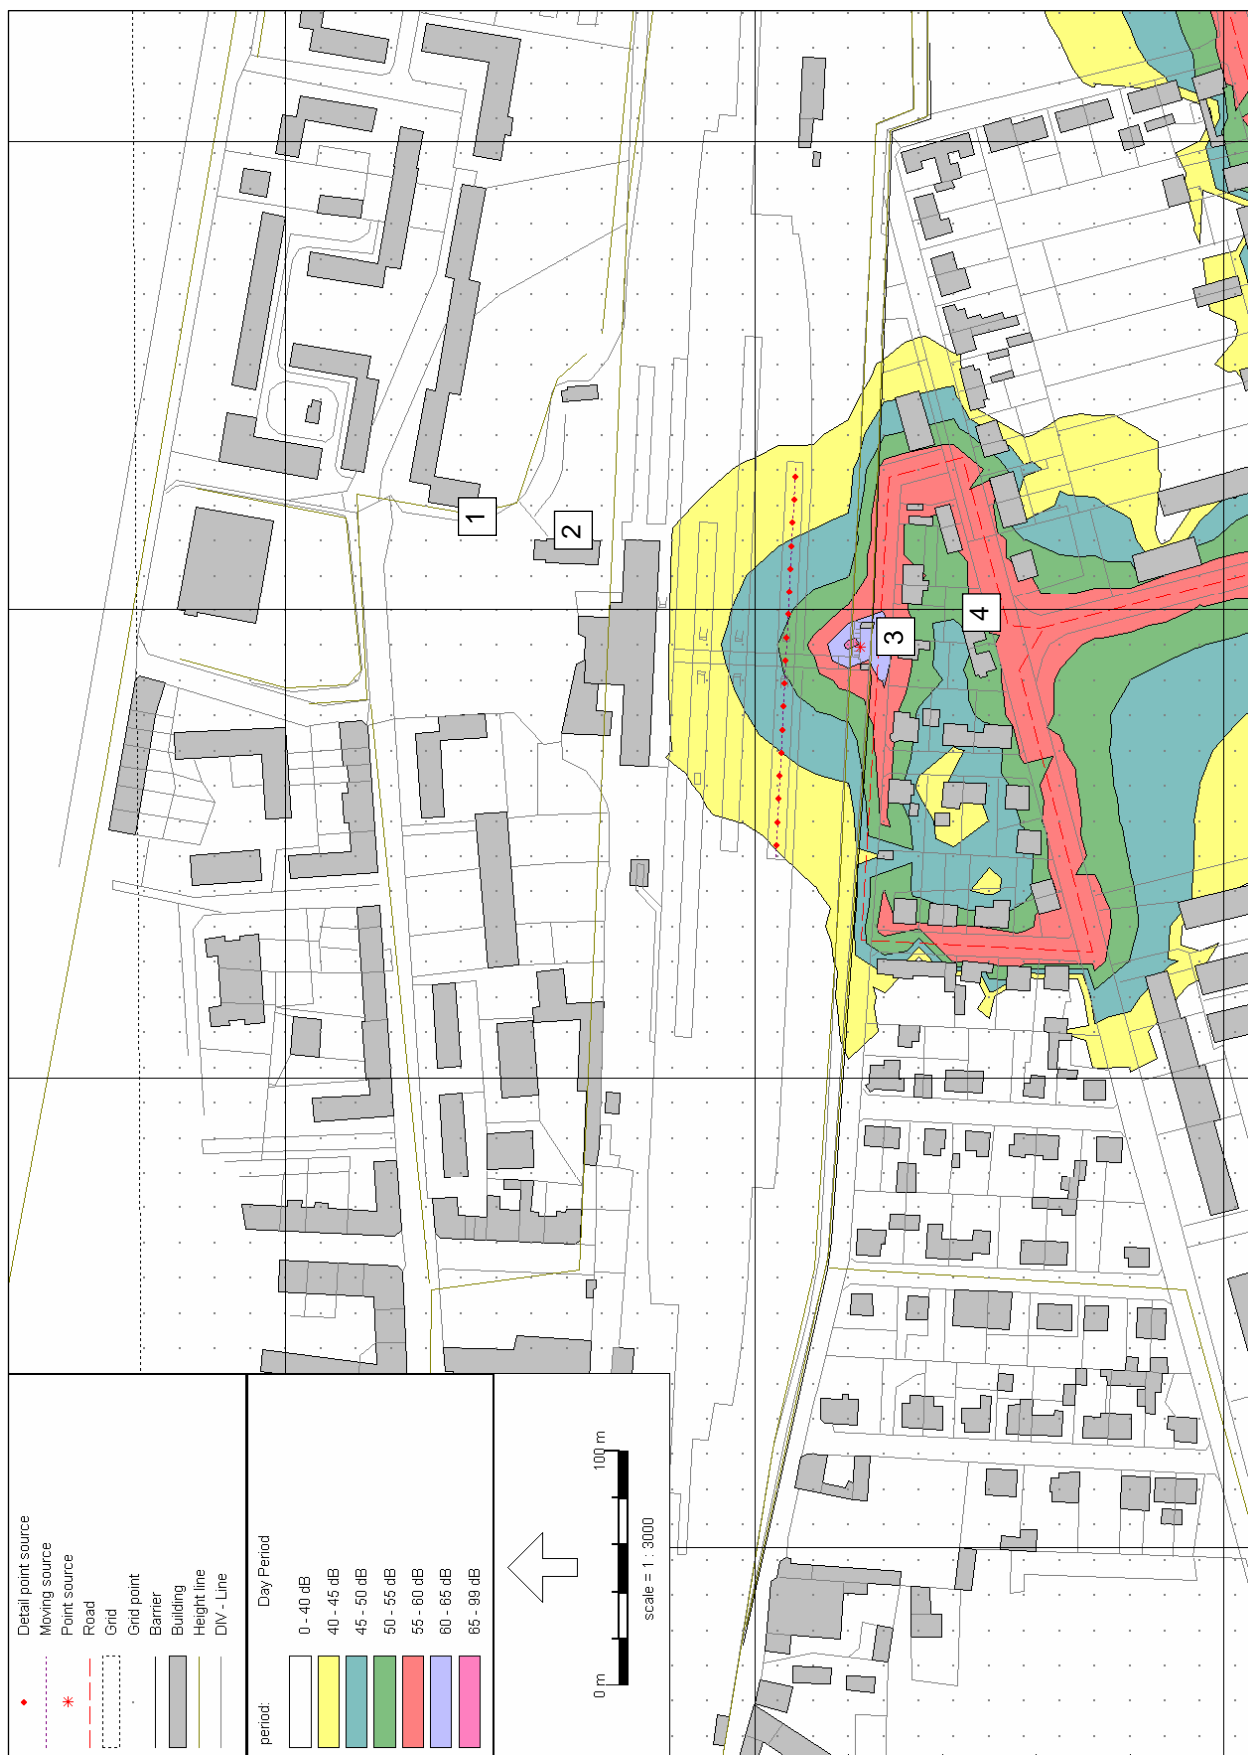 Detail point source
Moving source
Point source
Road
Grid
Grid point
Barrier
Building
Height line
DIV - Line
period:
Day Period
0 - 40 dB
40 - 45 dB
45 - 50 dB
50 - 55 dB
55 - 60 dB
60 - 65 dB
65 - 99 dB
0 m
100 m
scale = 1 : 3000
1
2
3
4